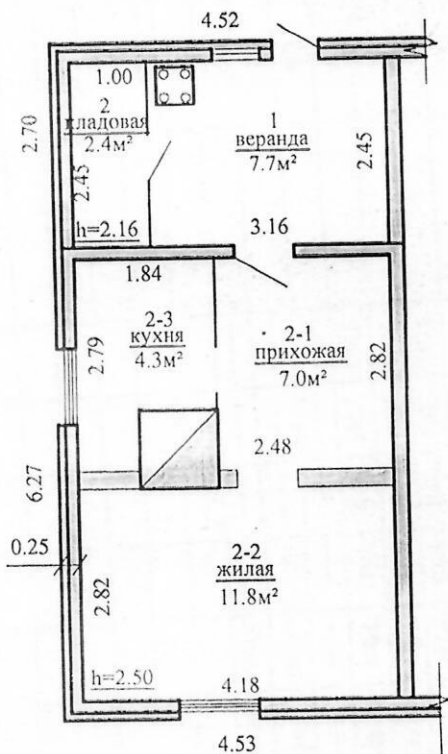 4.52
1.00
2
кладовая
2.4м²
2.45
h=2.16
1
веранда
7.7м²
2.45
3.16
2.70
1.84
2-3
кухня
4.3м²
2.79
2-1
прихожая
7.0м²
2.82
2.48
6.27
0.25
2-2
жилая
11.8м²
2.82
h=2.50
4.18
4.53